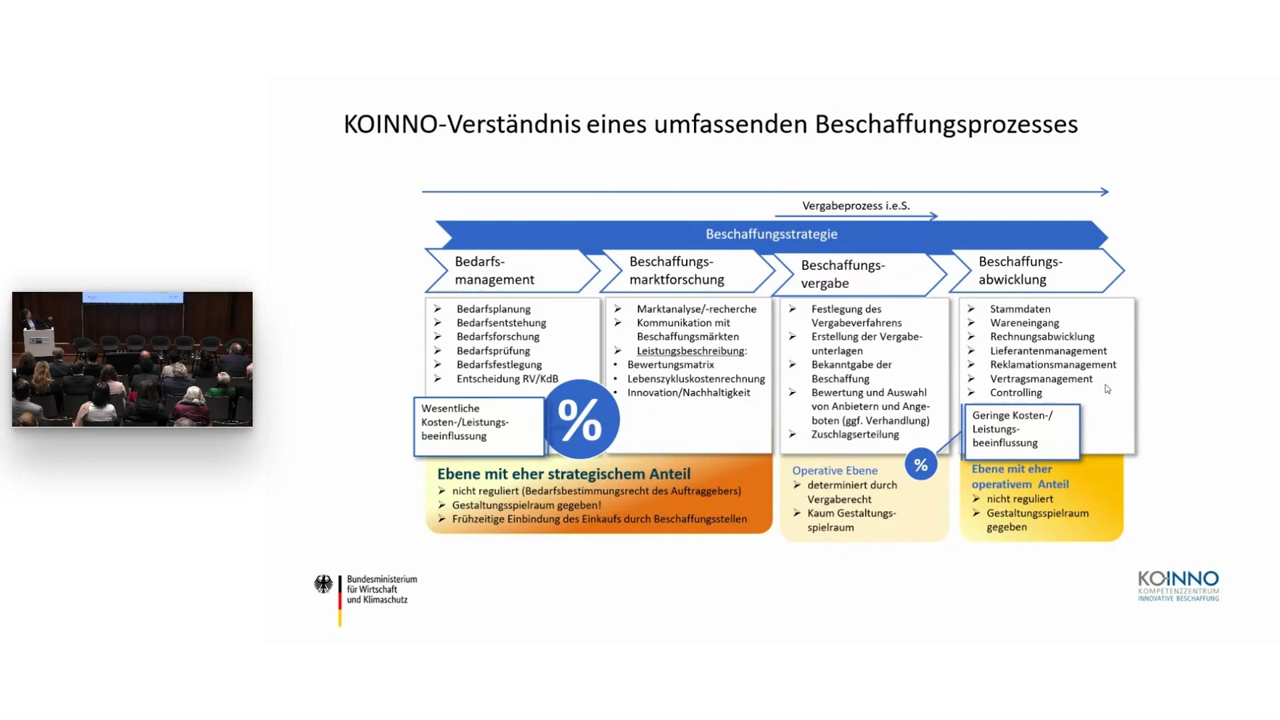 KOINNO-Verständnis eines umfassenden Beschaffungsprozesses
Vergabeprozess i.e.S.
Beschaffungsstrategie
Bedarfs-
management
Beschaffungs-
marktforschung
Beschaffungs-
vergabe
Beschaffungs-
abwicklung
Bedarfsplanung
Bedarfsentstehung
Bedarfsforschung
Bedarfsprüfung
Bedarfsfestlegung
Entscheidung RV/KdB
Marktanalyse/-recherche
Kommunikation mit
Beschaffungsmärkten
Leistungsbeschreibung:
Bewertungsmatrix
Lebenszykluskostenrechnung
Innovation/Nachhaltigkeit
Festlegung des
Vergabeverfahrens
Erstellung der Vergabe-
unterlagen
Bekanntgabe der
Beschaffung
Bewertung und Auswahl
von Anbietern und Ange-
boten (ggf. Verhandlung)
Zuschlagserteilung
Stammdaten
Wareneingang
Rechnungsabwicklung
Lieferantenmanagement
Reklamationsmanagement
Vertragsmanagement
Controlling
Wesentliche
Kosten-/Leistungs-
beeinflussung
%
Geringe Kosten-/
Leistungs-
beeinflussung
%
Ebene mit eher strategischem Anteil
nicht reguliert (Bedarfsbestimmungsrecht des Auftraggebers)
Gestaltungsspielraum gegeben!
Frühzeitige Einbindung des Einkaufs durch Beschaffungsstellen
Operative Ebene
determiniert durch
Vergaberecht
Kaum Gestaltungs-
spielraum
Ebene mit eher
operativem Anteil
nicht reguliert
Gestaltungsspielraum
gegeben
Bundesministerium
für Wirtschaft
und Klimaschutz
KOINNO
KOMPETENZZENTRUM
INNOVATIVE BESCHAFFUNG